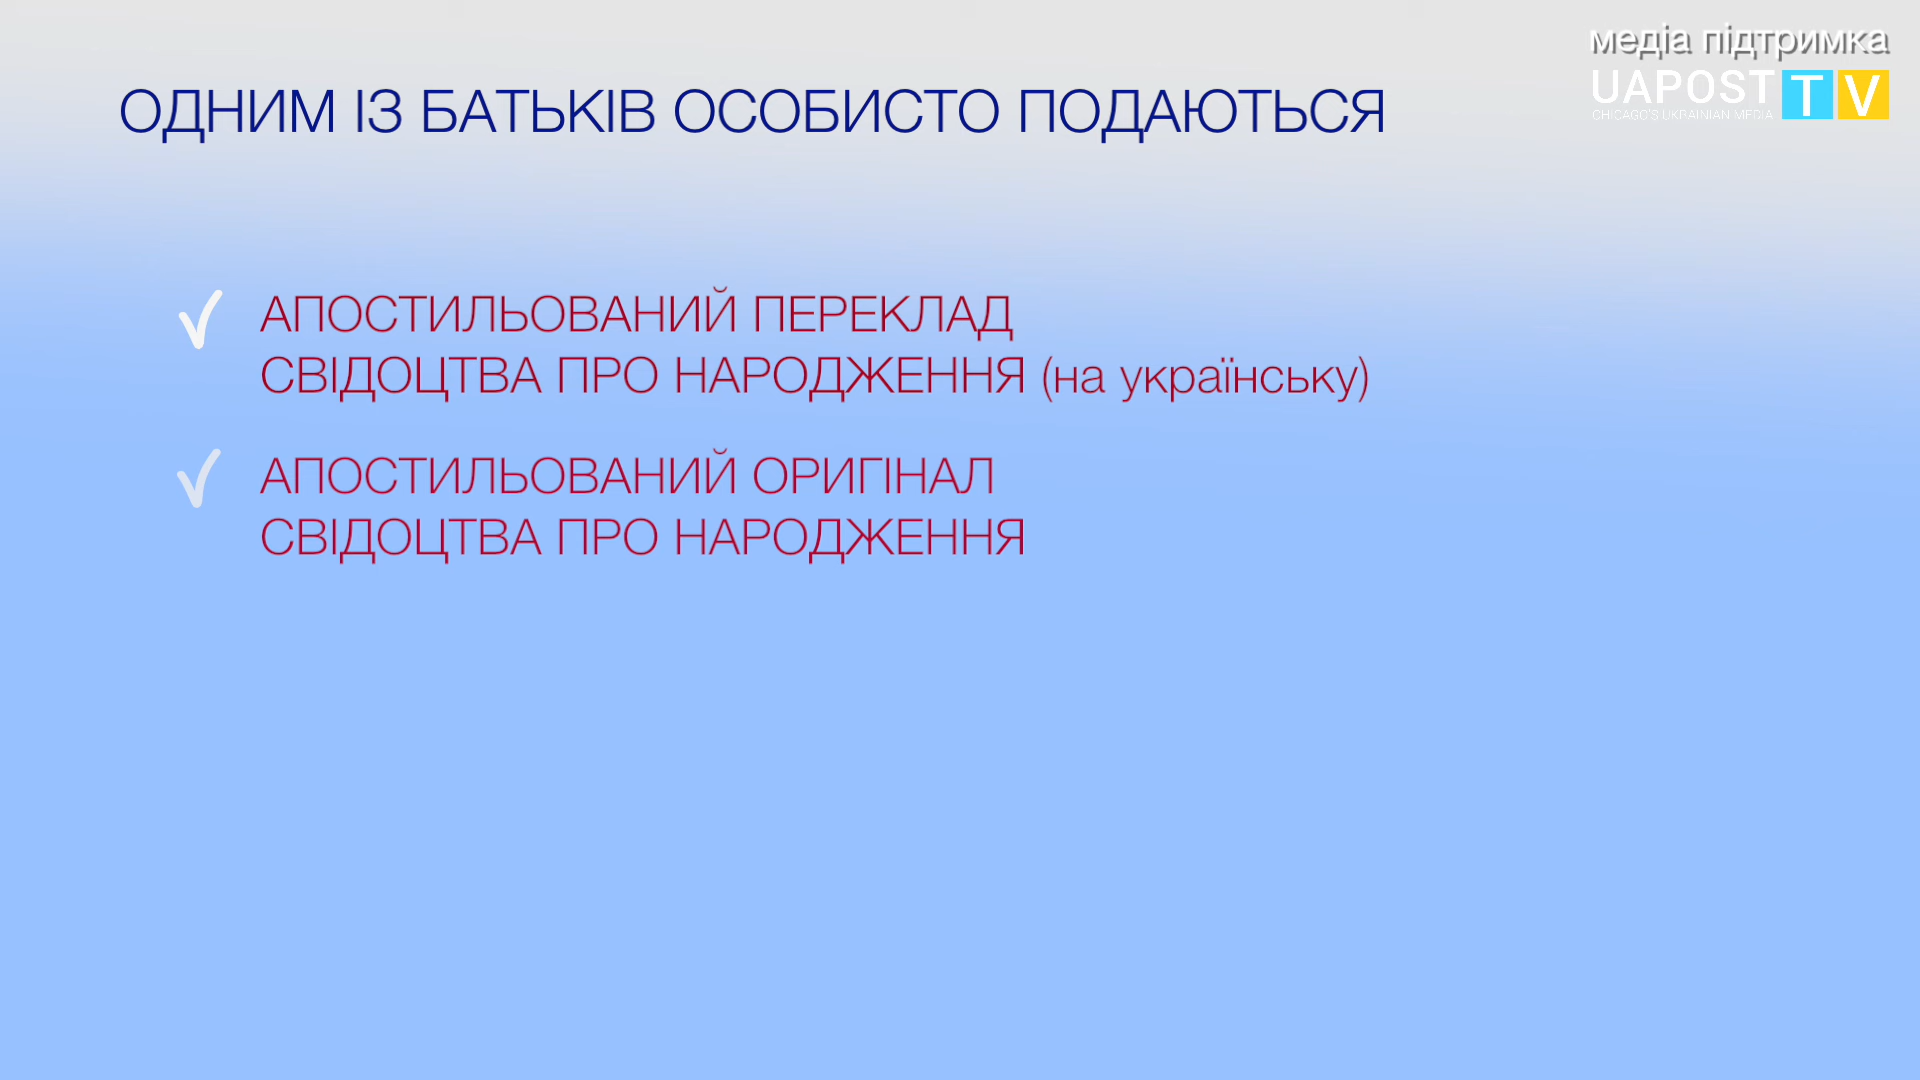 медіа підтримка
UAPOST TV
CHICAGO'S UKRAINIAN MEDIA
ОДНИМ ІЗ БАТЬКІВ ОСОБИСТО ПОДАЮТЬСЯ
АПОСТИЛЬОВАНИЙ ПЕРЕКЛАД
СВІДОЦТВА ПРО НАРОДЖЕННЯ (на українську)
АПОСТИЛЬОВАНИЙ ОРИГІНАЛ
СВІДОЦТВА ПРО НАРОДЖЕННЯ